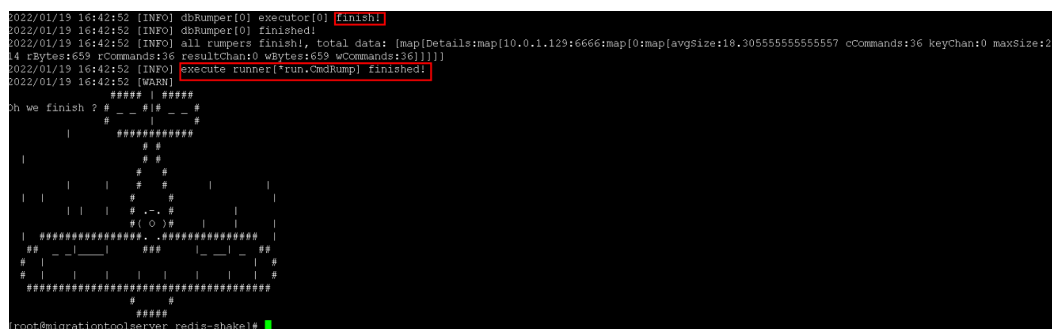 2022/01/19 16:42:52 [INFO] dbRumper[0] executor[0] finish!
2022/01/19 16:42:52 [INFO] dbRumper[0] finished!
2022/01/19 16:42:52 [INFO] all rumpers finish!, total data: [map[Details:map[10.0.1.129:6666:map[0:map[avgSize:18.305555555555557 cCommands:36 keyChan:0 maxSize:2
14 rBytes:659 rCommands:36 resultChan:0 wBytes:659 wCommands:36]]]]]
2022/01/19 16:42:52 [INFO] execute runner[*run.CmdRump] finished!
2022/01/19 16:42:52 [WARN]
##### | #####
Oh we finish ? # _ _ #|# _ _ #
#      |      #
|       ############
# #
|              # #
#   #
|    |    #   #      |      |
|  |           #     #            |
| |   |   # .-. #         |
#( O )#    |    |     |
|  ################. .###############  |
##  _ _|____|     ###     |_ __| _  ##
#  |                                |  #
#  |    |    |    |   |    |    |   |  #
######################################
#     #
#####
[root@migrationtoolserver redis-shake]#